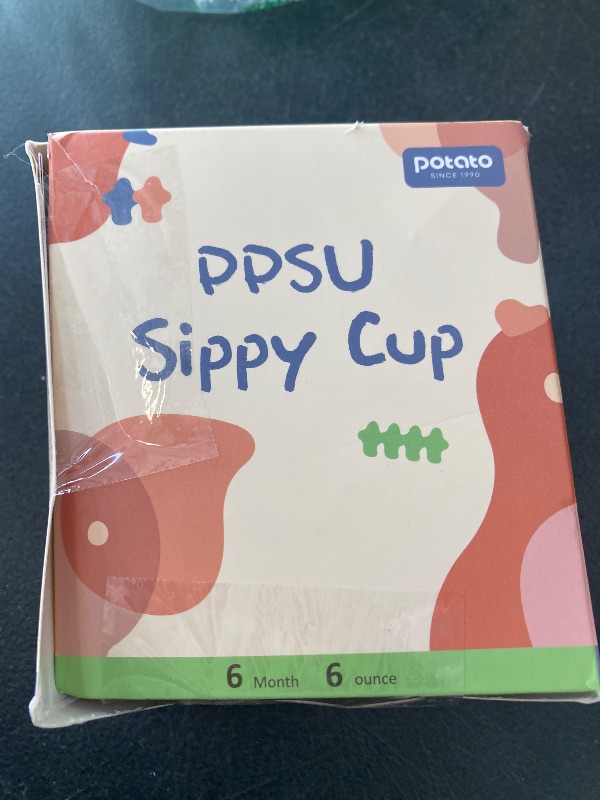 potato
SINCE 1990
PPSU
Sippy Cup
6 Month 6 ounce